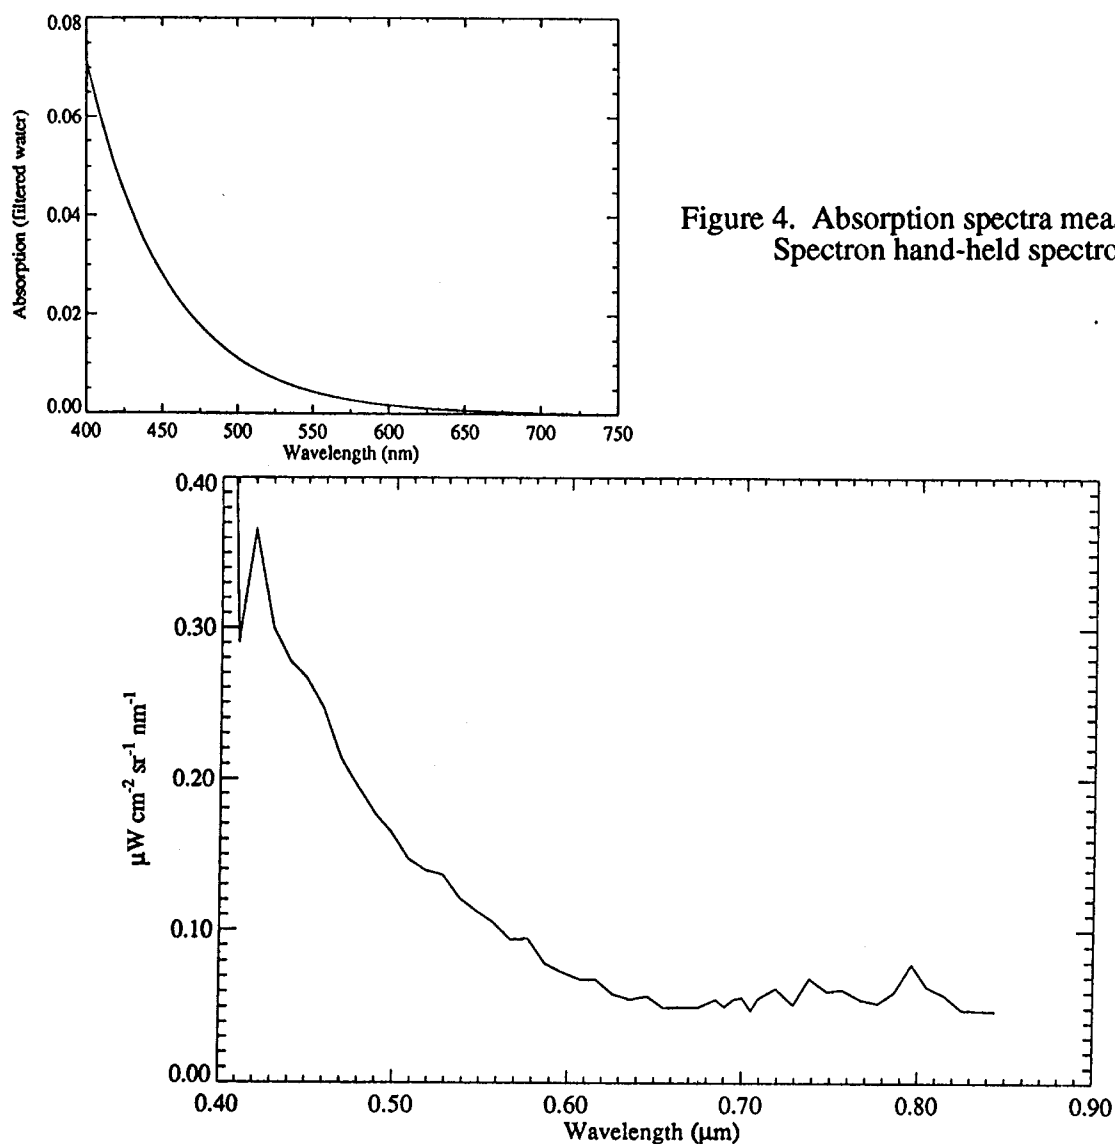 0.08
0.06
0.04
0.02
0.00
Absorption (filtered water)
400 450 500 550 600 650 700 750
Wavelength (nm)
Figure 4. Absorption spectra mea
Spectron hand-held spectro
0.40
0.30
0.20
0.10
0.00
µW cm-2 sr-1 nm-1
0.40 0.50 0.60 0.70 0.80 0.90
Wavelength (µm)